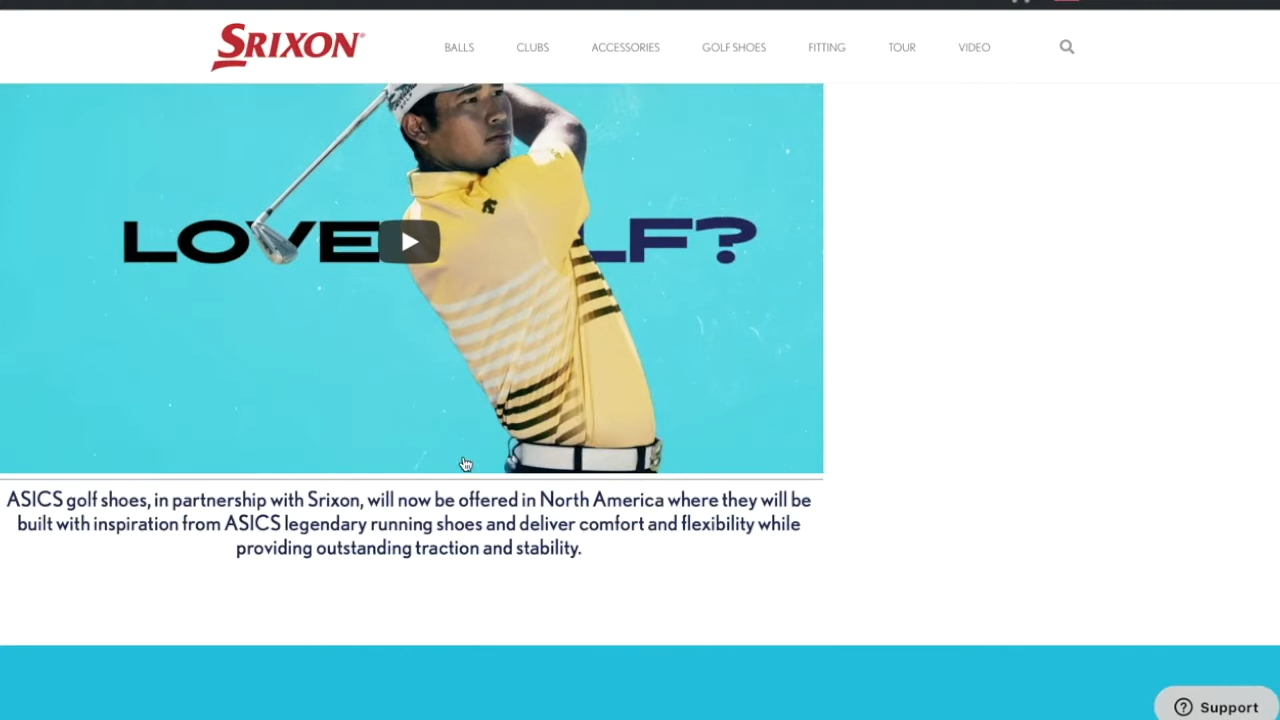 SRIXON
BALLS
CLUBS
ACCESSORIES
GOLF SHOES
FITTING
TOUR
VIDEO
LOVE LF?
ASICS golf shoes, in partnership with Srixon, will now be offered in North America where they will be
built with inspiration from ASICS legendary running shoes and deliver comfort and flexibility while
providing outstanding traction and stability.
Support